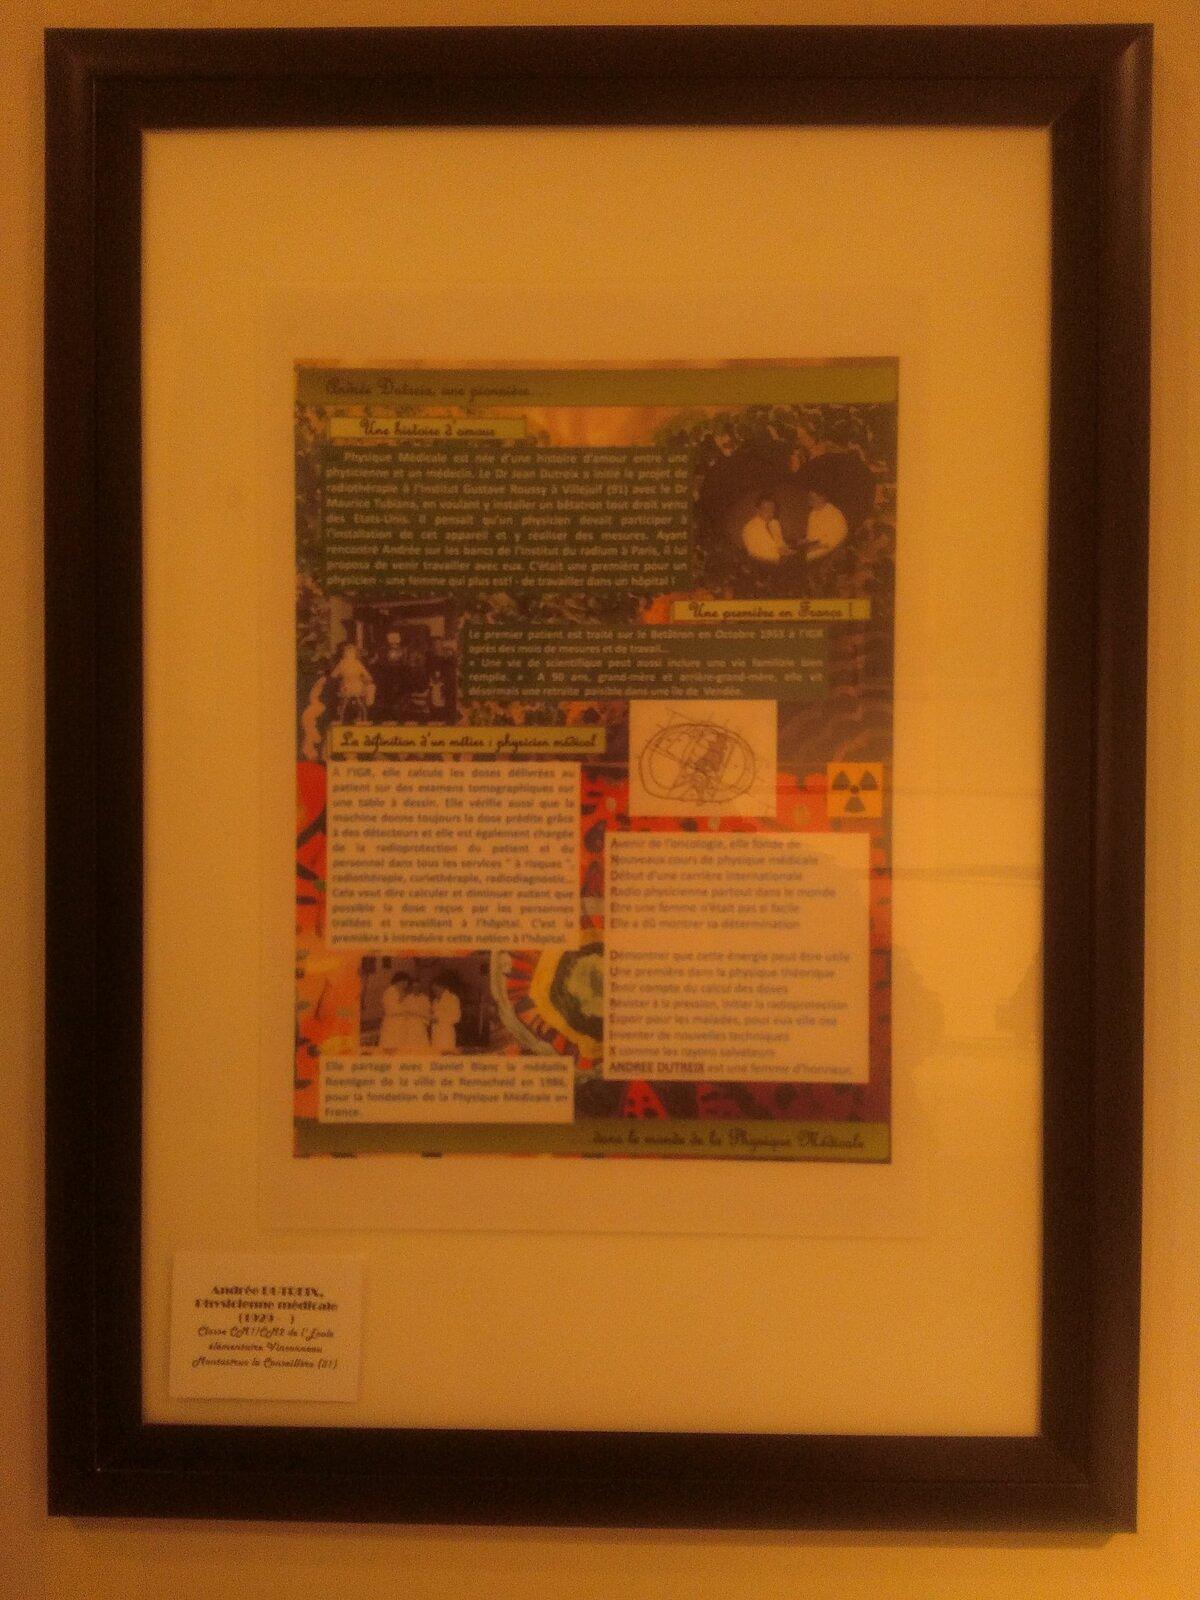 Andrée Dutreix, une pionnière...
Une histoire d'amour
Physique Médicale est née d'une histoire d'amour entre une
physicienne et un médecin. Le Dr Jean Dutreix a initié le projet de
radiothérapie à l'Institut Gustave Roussy à Villejuif (91) avec le Dr
Maurice Tubiana, en voulant y installer un bétatron tout droit venu
des Etats-Unis. Il pensait qu'un physicien devait participer à
l'installation de cet appareil et y réaliser des mesures. Ayant
rencontré Andrée sur les bancs de l'Institut du radium à Paris, il lui
proposa de venir travailler avec eux. C'était une première pour un
physicien - une femme qui plus est! - de travailler dans un hôpital !
Une première en France !
Le premier patient est traité sur le Betâtron en Octobre 1953 à l'IGR
après des mois de mesures et de travail...
« Une vie de scientifique peut aussi inclure une vie familiale bien
remplie. » A 90 ans, grand-mère et arrière-grand-mère, elle vit
désormais une retraite paisible dans une île de Vendée.
La définition d'un métier : physicien médical
A l'IGR, elle calcule les doses délivrées au
patient sur des examens tomographiques sur
une table à dessin. Elle vérifie aussi que la
machine donne toujours la dose prédite grâce
à des détecteurs et elle est également chargée
de la radioprotection du patient et du
personnel dans tous les services " à risques ",
radiothérapie, curiethérapie, radiodiagnostic...
Cela veut dire calculer et diminuer autant que
possible la dose reçue par les personnes
traitées et travaillant à l'hôpital. C'est la
première à introduire cette notion à l'hôpital.
Avenir de l'oncologie, elle fonde de
Nouveaux cours de physique médicale
Début d'une carrière internationale
Radio physicienne partout dans le monde
Etre une femme n'était pas si facile
Elle a dû montrer sa détermination
Démontrer que cette énergie peut être utile
Une première dans la physique théorique
Tenir compte du calcul des doses
Résister à la pression, initier la radioprotection
Espoir pour les malades, pour eux elle ose
Inventer de nouvelles techniques
X comme les rayons salvateurs
ANDREE DUTREIX est une femme d'honneur.
Elle partage avec Daniel Blanc la médaille
Roentgen de la ville de Remscheid en 1986,
pour la fondation de la Physique Médicale en
France.
...dans le monde de la Physique Médicale
Andrée DUTREIX,
Physicienne médicale
(1929 - )
Classe CM1/CM2 de l'Ecole
élémentaire Vinsonneau
Montastruc la Conseillère (31)